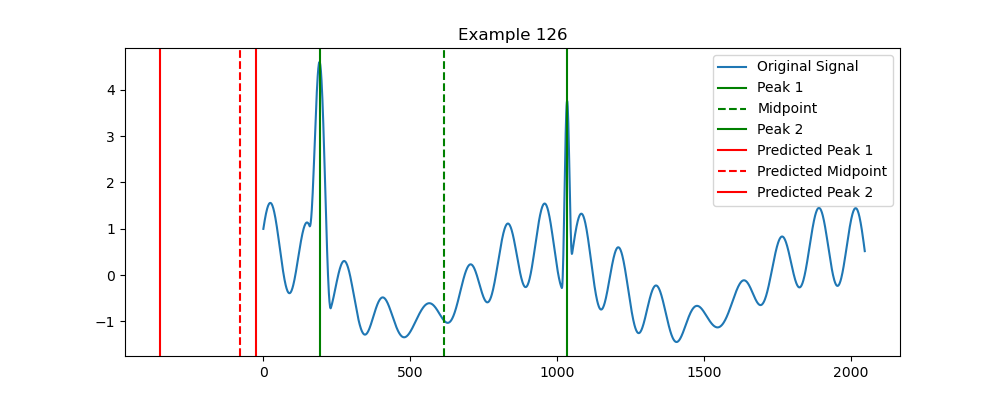 Example 126
Original Signal
Peak 1
Midpoint
Peak 2
Predicted Peak 1
Predicted Midpoint
Predicted Peak 2
4
3
2
1
0
−1
0 500 1000 1500 2000